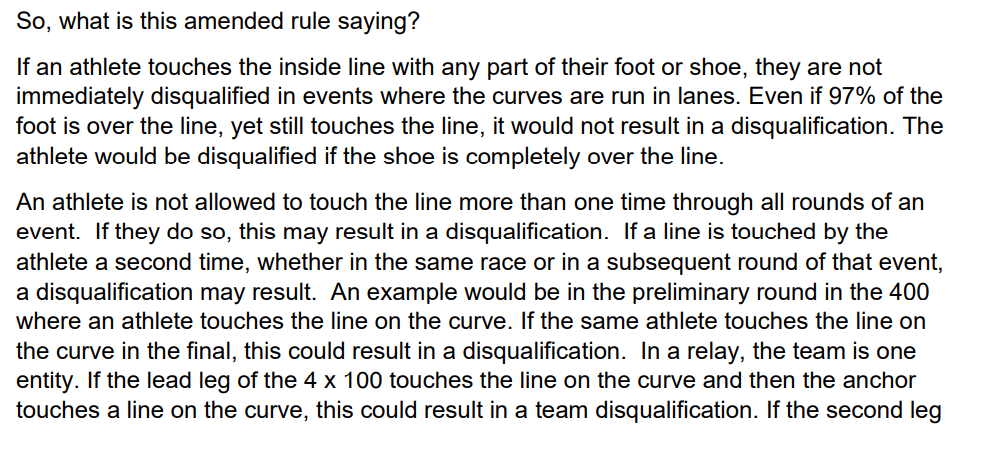 So, what is this amended rule saying?
If an athlete touches the inside line with any part of their foot or shoe, they are not
immediately disqualified in events where the curves are run in lanes. Even if 97% of the
foot is over the line, yet still touches the line, it would not result in a disqualification. The
athlete would be disqualified if the shoe is completely over the line.
An athlete is not allowed to touch the line more than one time through all rounds of an
event.  If they do so, this may result in a disqualification.  If a line is touched by the
athlete a second time, whether in the same race or in a subsequent round of that event,
a disqualification may result.  An example would be in the preliminary round in the 400
where an athlete touches the line on the curve. If the same athlete touches the line on
the curve in the final, this could result in a disqualification.  In a relay, the team is one
entity. If the lead leg of the 4 x 100 touches the line on the curve and then the anchor
touches a line on the curve, this could result in a team disqualification. If the second leg